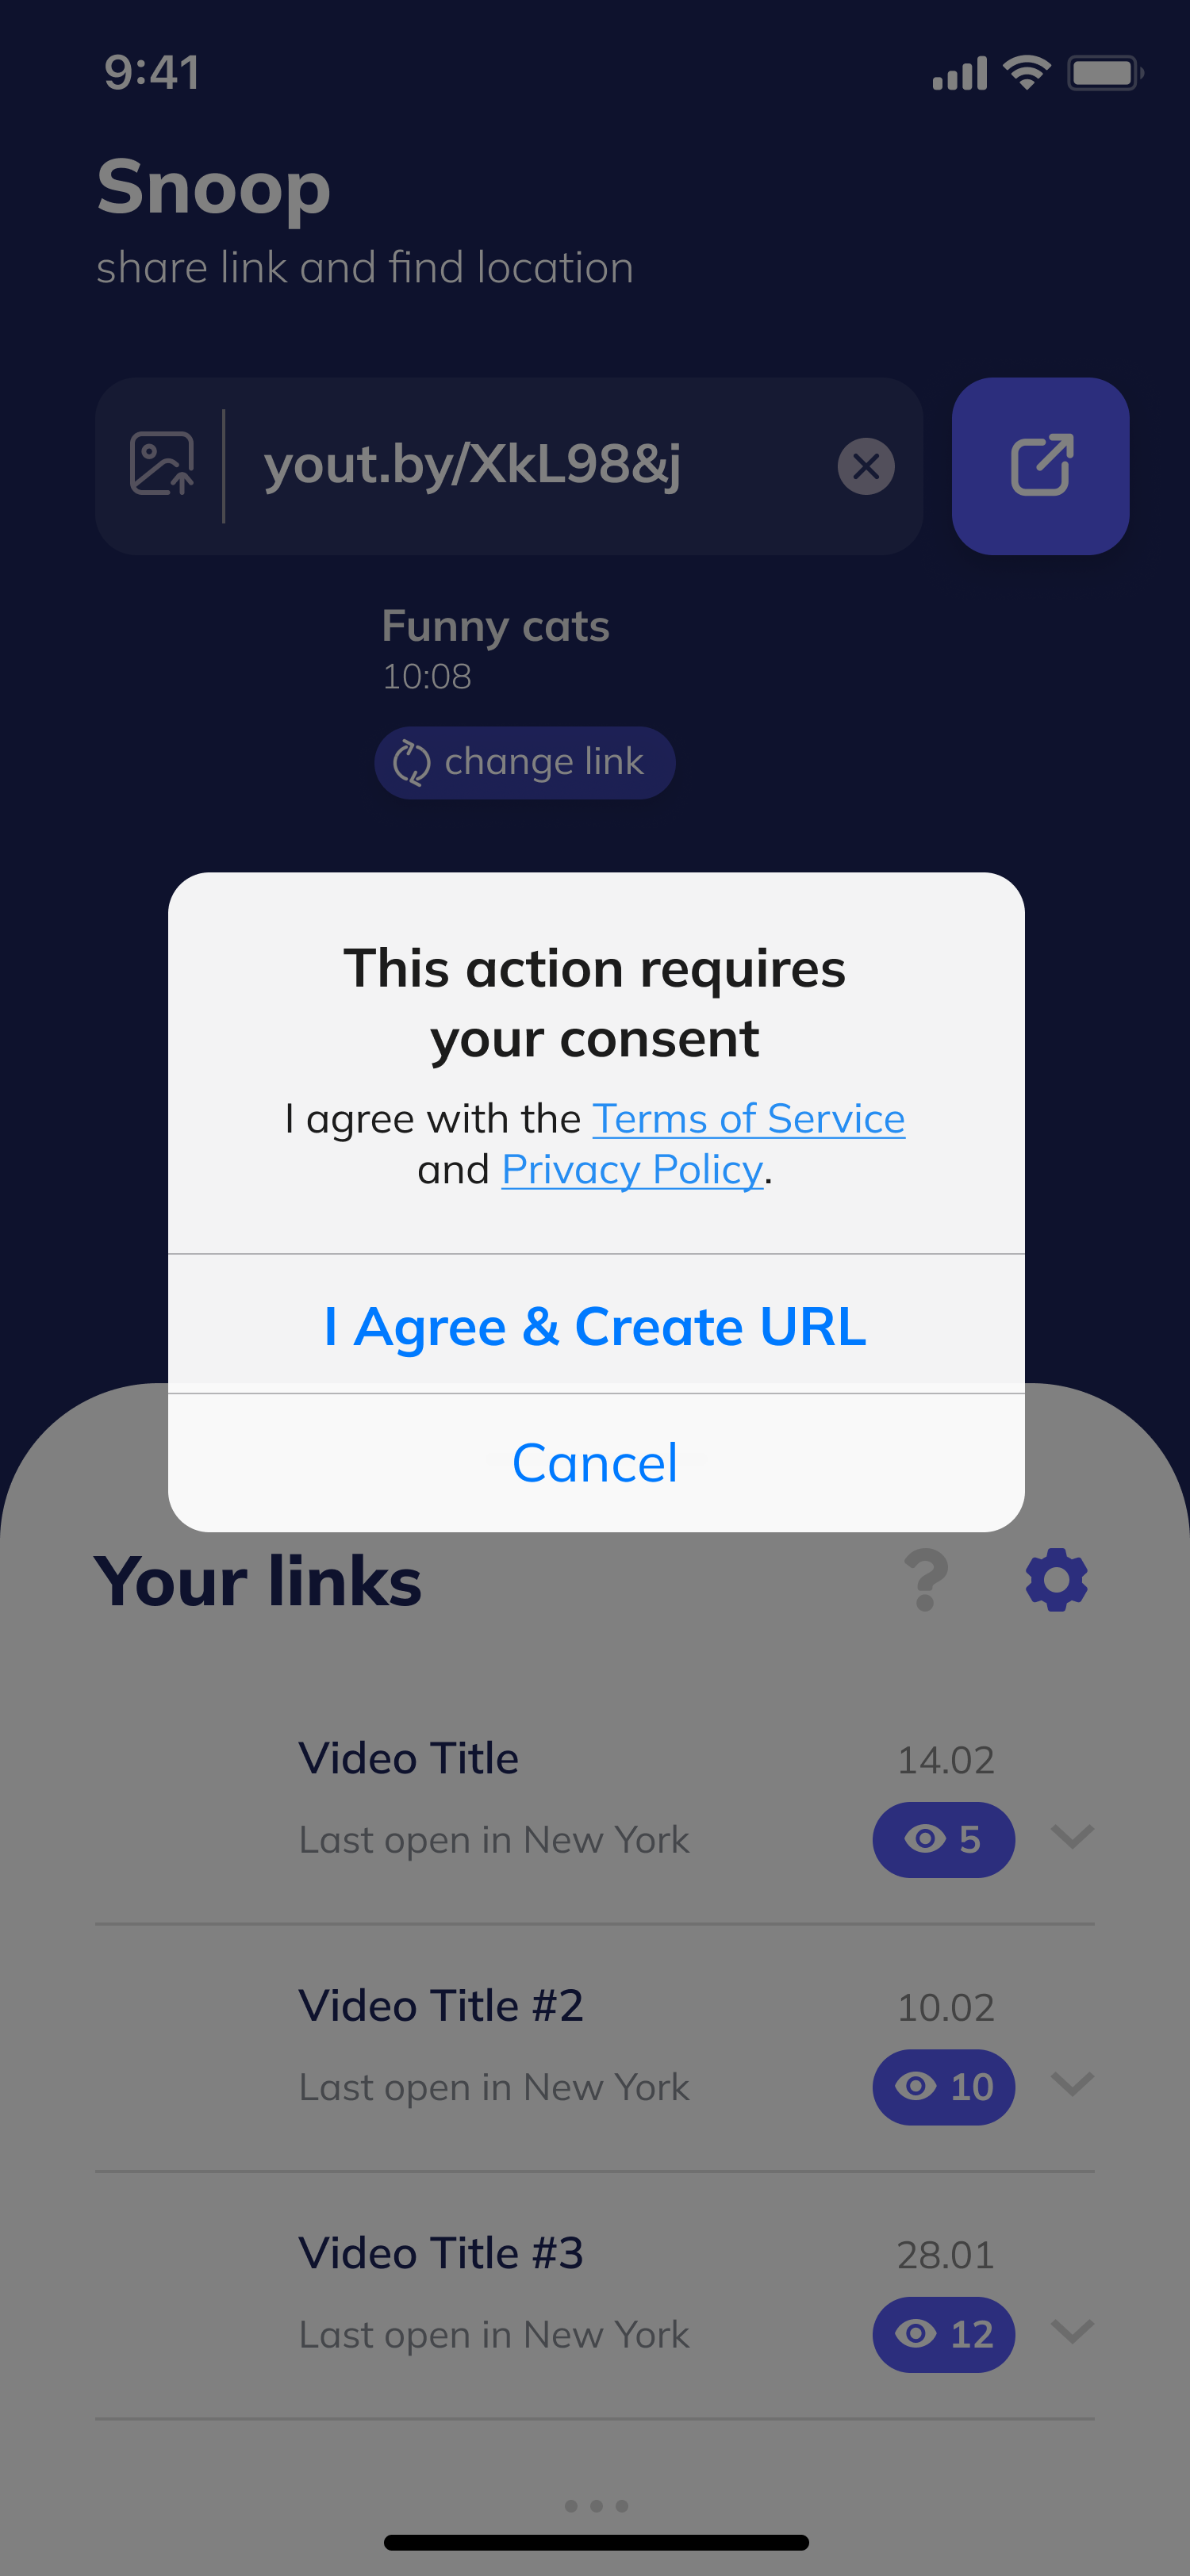 9:41
Snoop
share link and find location
yout.by/XkL98&j
Funny cats
10:08
change link
This action requires
your consent
I agree with the Terms of Service
and Privacy Policy.
I Agree & Create URL
Cancel
Your links
?
Video Title 14.02
Last open in New York 5
Video Title #2 10.02
Last open in New York 10
Video Title #3 28.01
Last open in New York 12